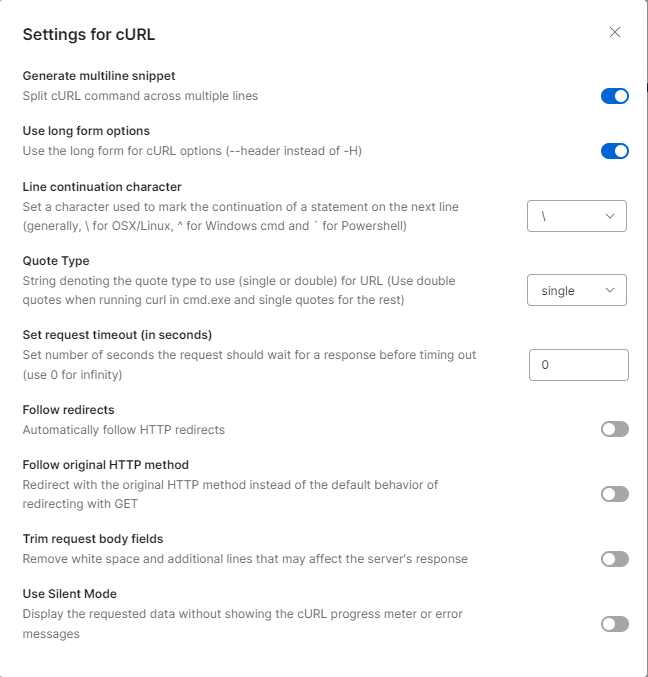 Settings for cURL
Generate multiline snippet
Split cURL command across multiple lines
Use long form options
Use the long form for cURL options (--header instead of -H)
Line continuation character
Set a character used to mark the continuation of a statement on the next line
(generally, \ for OSX/Linux, ^ for Windows cmd and ` for Powershell)
\
Quote Type
String denoting the quote type to use (single or double) for URL (Use double
quotes when running curl in cmd.exe and single quotes for the rest)
single
Set request timeout (in seconds)
Set number of seconds the request should wait for a response before timing out
(use 0 for infinity)
0
Follow redirects
Automatically follow HTTP redirects
Follow original HTTP method
Redirect with the original HTTP method instead of the default behavior of
redirecting with GET
Trim request body fields
Remove white space and additional lines that may affect the server's response
Use Silent Mode
Display the requested data without showing the cURL progress meter or error
messages